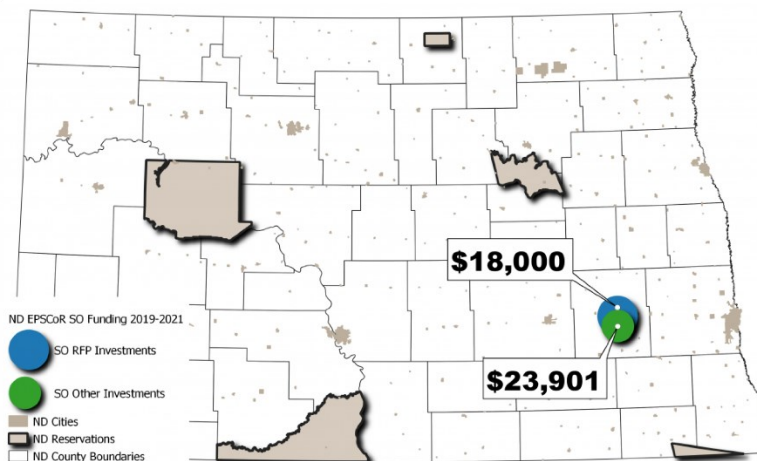 $18,000
$23,901
ND EPSCoR SO Funding 2019-2021
SO RFP Investments
SO Other Investments
ND Cities
ND Reservations
ND County Boundaries